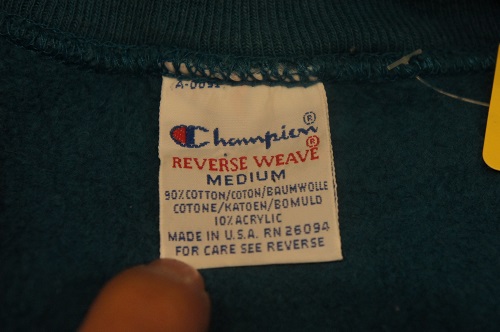 Champion®
REVERSE WEAVE®
MEDIUM
90% COTTON/COTON/BAUMWOLLE
COTONE/KATOEN/BOMULD
10% ACRYLIC
MADE IN U.S.A. RN 26094
FOR CARE SEE REVERSE